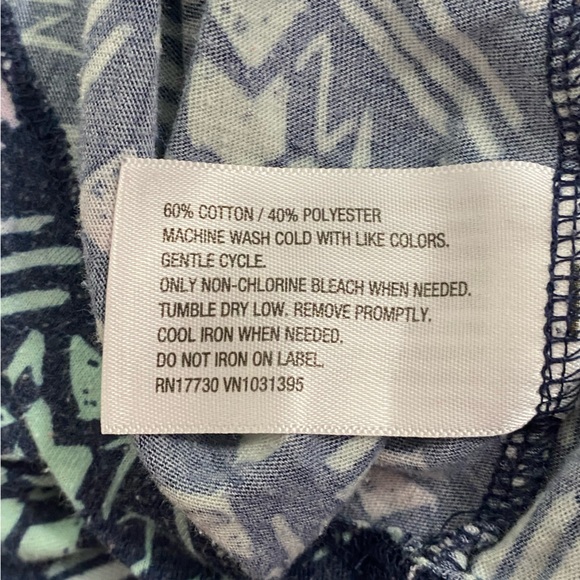 60% COTTON / 40% POLYESTER
MACHINE WASH COLD WITH LIKE COLORS.
GENTLE CYCLE.
ONLY NON-CHLORINE BLEACH WHEN NEEDED.
TUMBLE DRY LOW. REMOVE PROMPTLY.
COOL IRON WHEN NEEDED.
DO NOT IRON ON LABEL.
RN17730 VN1031395